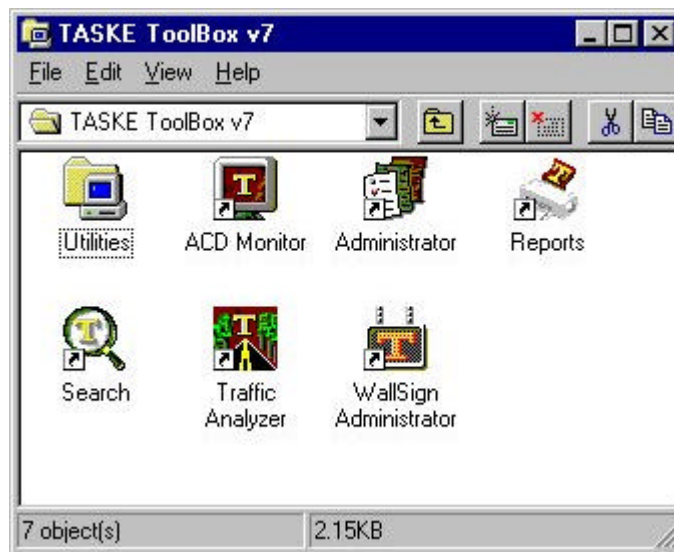 TASKE ToolBox v7
File Edit View Help
TASKE ToolBox v7
Utilities ACD Monitor Administrator Reports
Search Traffic Analyzer WallSign Administrator
7 object(s) 2.15KB